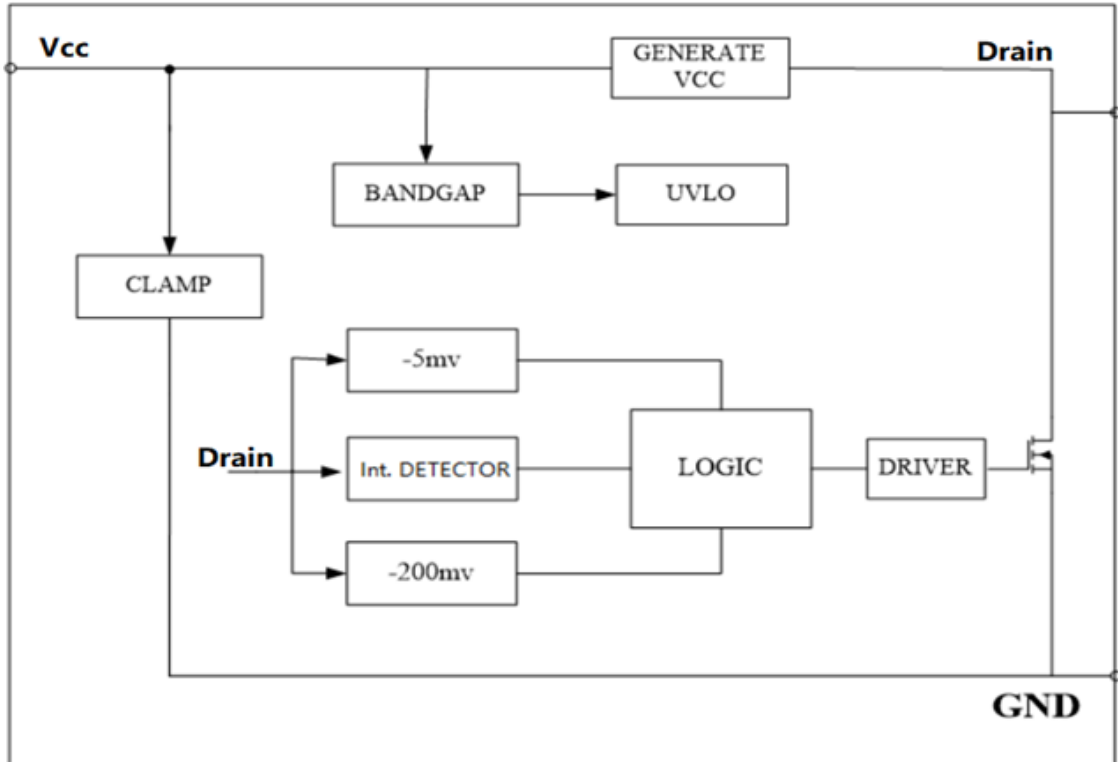 Vcc
GENERATE
VCC
Drain
BANDGAP
UVLO
CLAMP
-5mv
Drain
Int. DETECTOR
LOGIC
DRIVER
-200mv
GND